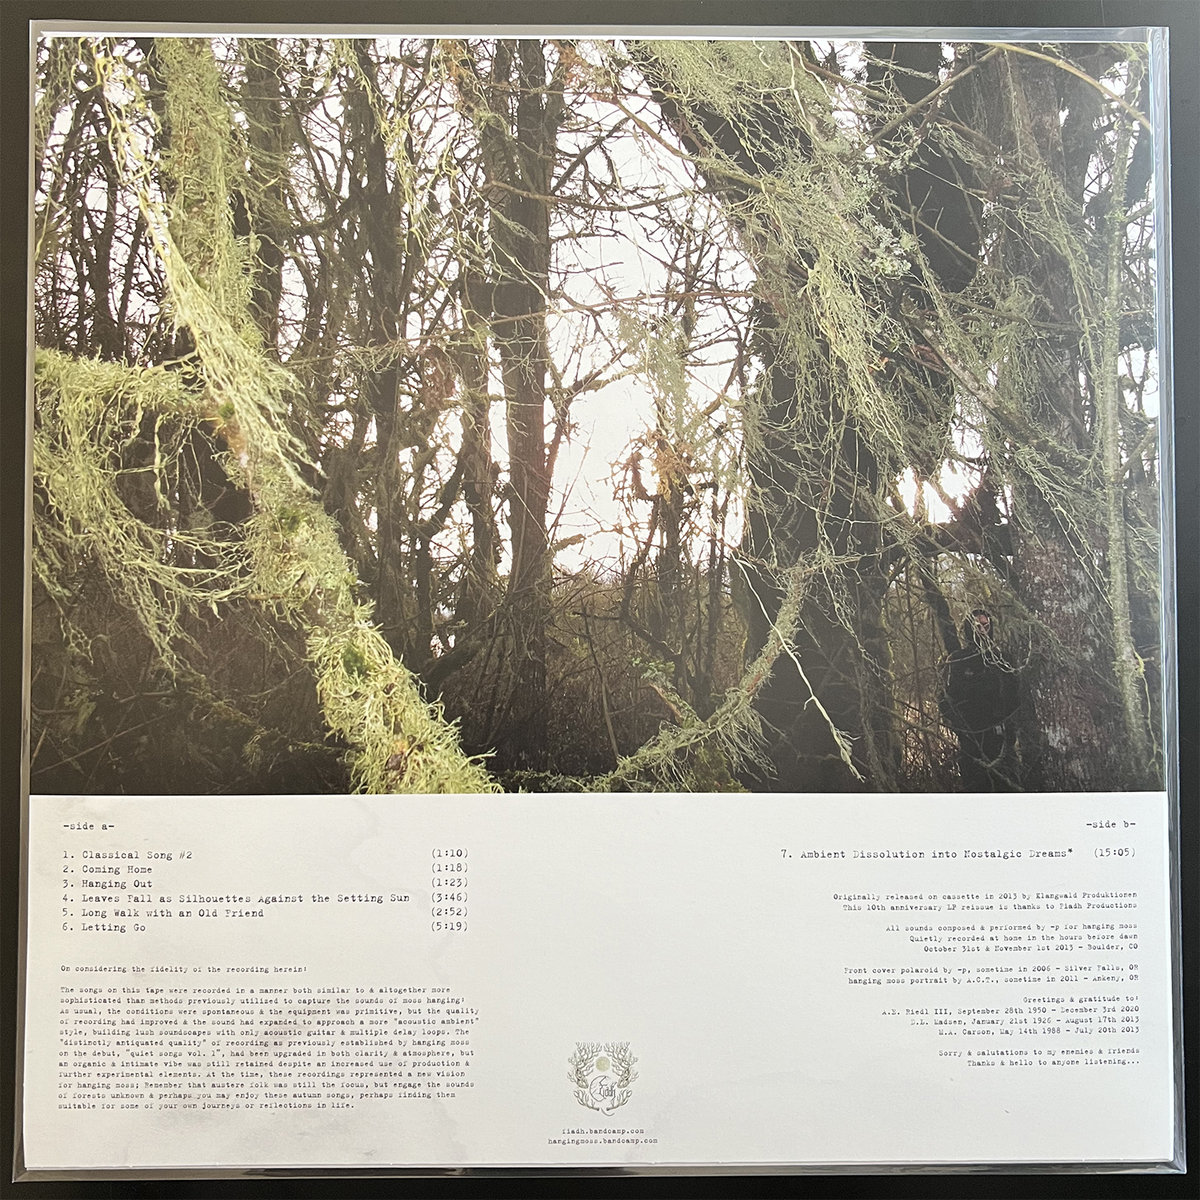 -side a-
1. Classical Song #2 (1:10)
2. Coming Home (1:18)
3. Hanging Out (1:23)
4. Leaves Fall as Silhouettes Against the Setting Sun (3:46)
5. Long Walk with an Old Friend (2:52)
6. Letting Go (5:19)
On considering the fidelity of the recording herein:
The songs on this tape were recorded in a manner both similar to & altogether more
sophisticated than methods previously utilized to capture the sounds of moss hanging:
As usual, the conditions were spontaneous & the equipment was primitive, but the quality
of recording had improved & the sound had expanded to approach a more "acoustic ambient"
style, building lush soundscapes with only acoustic guitar & multiple delay loops. The
"distinctly antiquated quality" of recording as previously established by hanging moss
on the debut, "quiet songs vol. 1", had been upgraded in both clarity & atmosphere, but
an organic & intimate vibe was still retained despite an increased use of production &
further experimental elements. At the time, these recordings represented a new vision
for hanging moss; Remember that austere folk was still the focus, but engage the sounds
of forests unknown & perhaps you may enjoy these autumn songs, perhaps finding them
suitable for some of your own journeys or reflections in life.
-side b-
7. Ambient Dissolution into Nostalgic Dreams* (15:05)
Originally released on cassette in 2013 by Klangwald Produktionen
This 10th anniversary LP reissue is thanks to Fiadh Productions
All sounds composed & performed by -p for hanging moss
Quietly recorded at home in the hours before dawn
October 31st & November 1st 2013 - Boulder, CO
Front cover polaroid by -p, sometime in 2006 - Silver Falls, OR
hanging moss portrait by A.C.T., sometime in 2011 - Ankeny, OR
Greetings & gratitude to:
A.E. Riedl III, September 28th 1950 - December 3rd 2020
Madsen, January 21st 1926 - August 17th 2013
M.A. Carson, May 14th 1988 - July 20th 2013
Sorry & salutations to my enemies & friends
Thanks & hello to anyone listening...
Fiadh
fiadh.bandcamp.com
hangingmoss.bandcamp.com